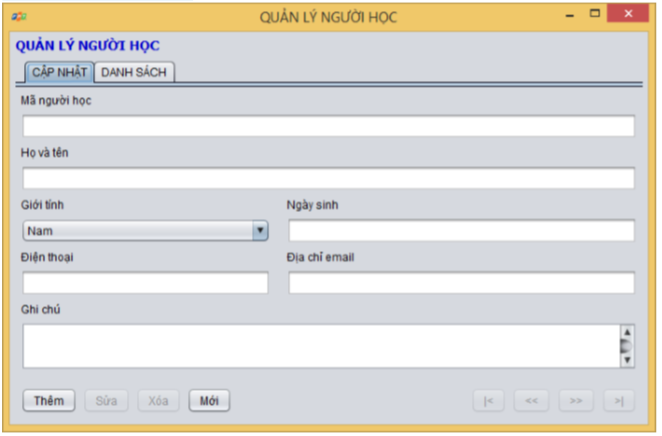 QUẢN LÝ NGƯỜI HỌC
QUẢN LÝ NGƯỜI HỌC
CẬP NHẬT DANH SÁCH
Mã người học
Họ và tên
Giới tính Ngày sinh
Nam
Điện thoại Địa chỉ email
Ghi chú
Thêm Sửa Xóa Mới |< << >> >|